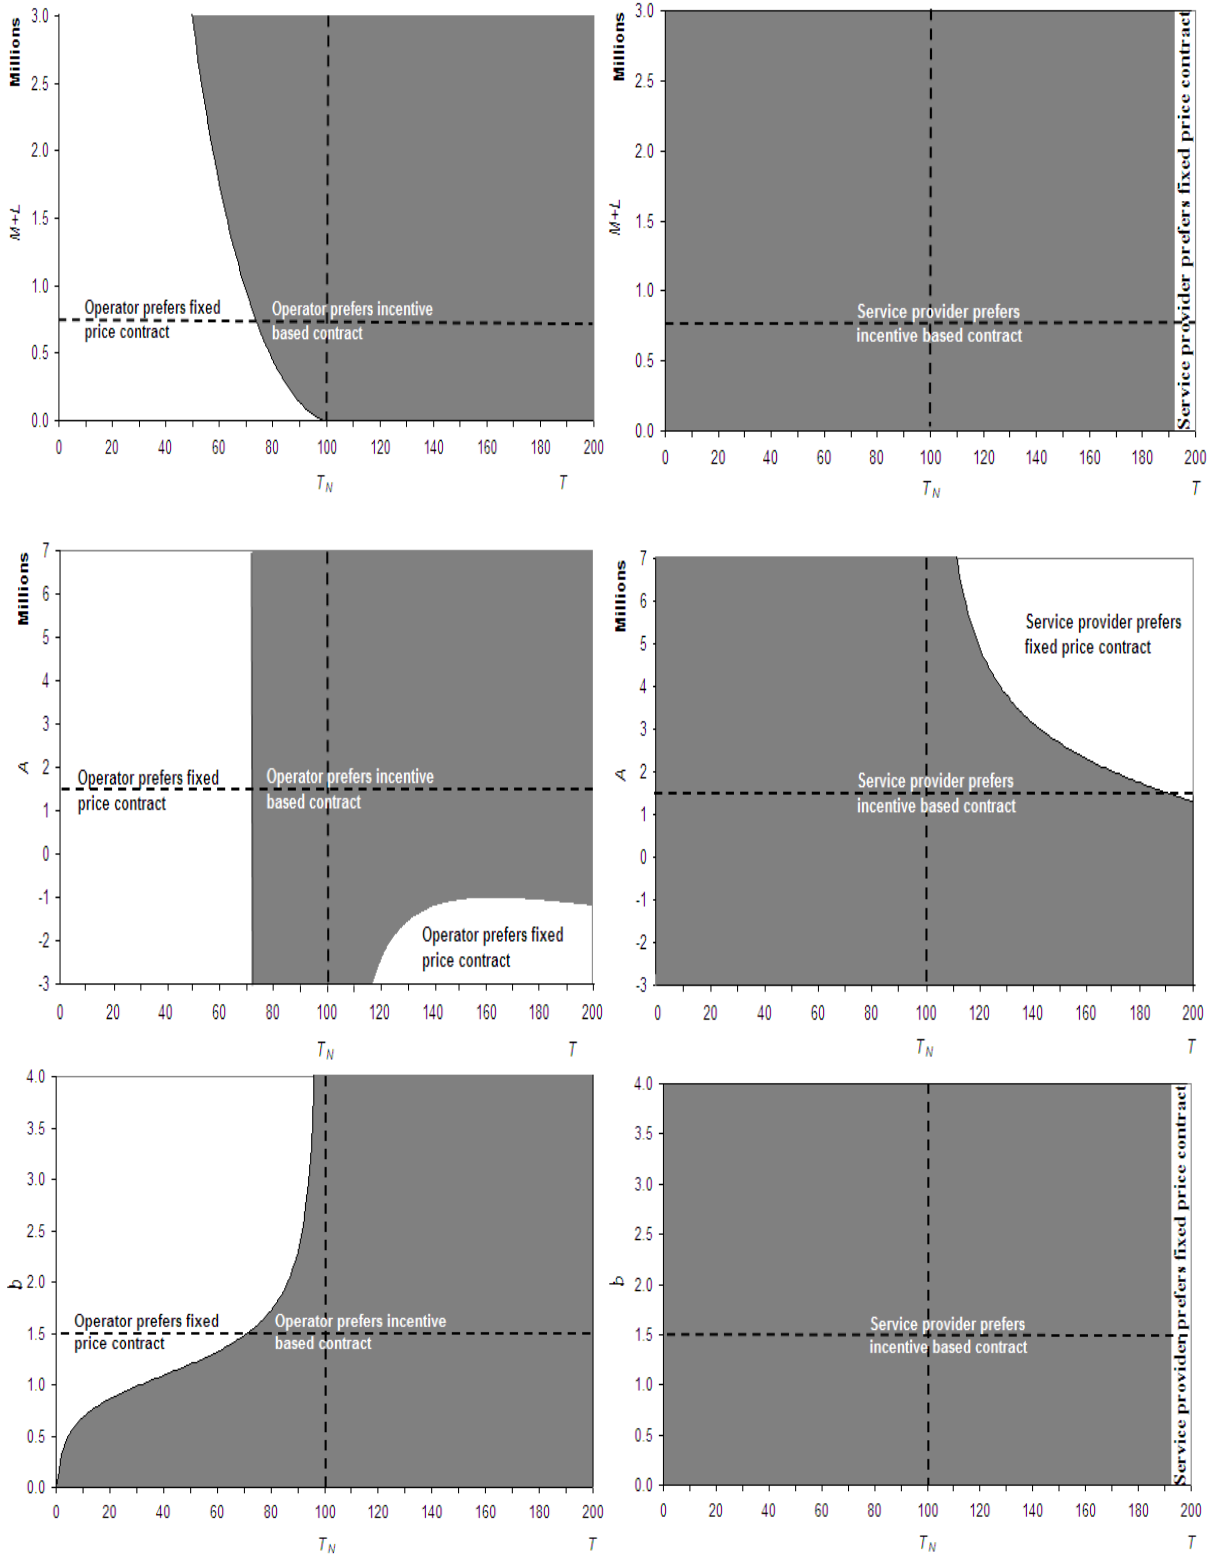 Millions
3.0
2.5
2.0
1.5
1.0
0.5
0.0
M+L
Operator prefers fixed
price contract
Operator prefers incentive
based contract
0 20 40 60 80 100 120 140 160 180 200
T_N
T
Millions
3.0
2.5
2.0
1.5
1.0
0.5
0.0
M+L
Service provider prefers
incentive based contract
Service provider prefers fixed price contract
0 20 40 60 80 100 120 140 160 180 200
T_N
T
Millions
7
6
5
4
3
2
1
0
-1
-2
-3
A
Operator prefers fixed
price contract
Operator prefers incentive
based contract
Operator prefers fixed
price contract
0 20 40 60 80 100 120 140 160 180 200
T_N
T
Millions
7
6
5
4
3
2
1
0
-1
-2
-3
A
Service provider prefers
fixed price contract
Service provider prefers
incentive based contract
0 20 40 60 80 100 120 140 160 180 200
T_N
T
4.0
3.5
3.0
2.5
2.0
1.5
1.0
0.5
0.0
b
Operator prefers fixed
price contract
Operator prefers incentive
based contract
0 20 40 60 80 100 120 140 160 180 200
T_N
T
4.0
3.5
3.0
2.5
2.0
1.5
1.0
0.5
0.0
b
Service provider prefers
incentive based contract
Service provider prefers fixed price contract
0 20 40 60 80 100 120 140 160 180 200
T_N
T